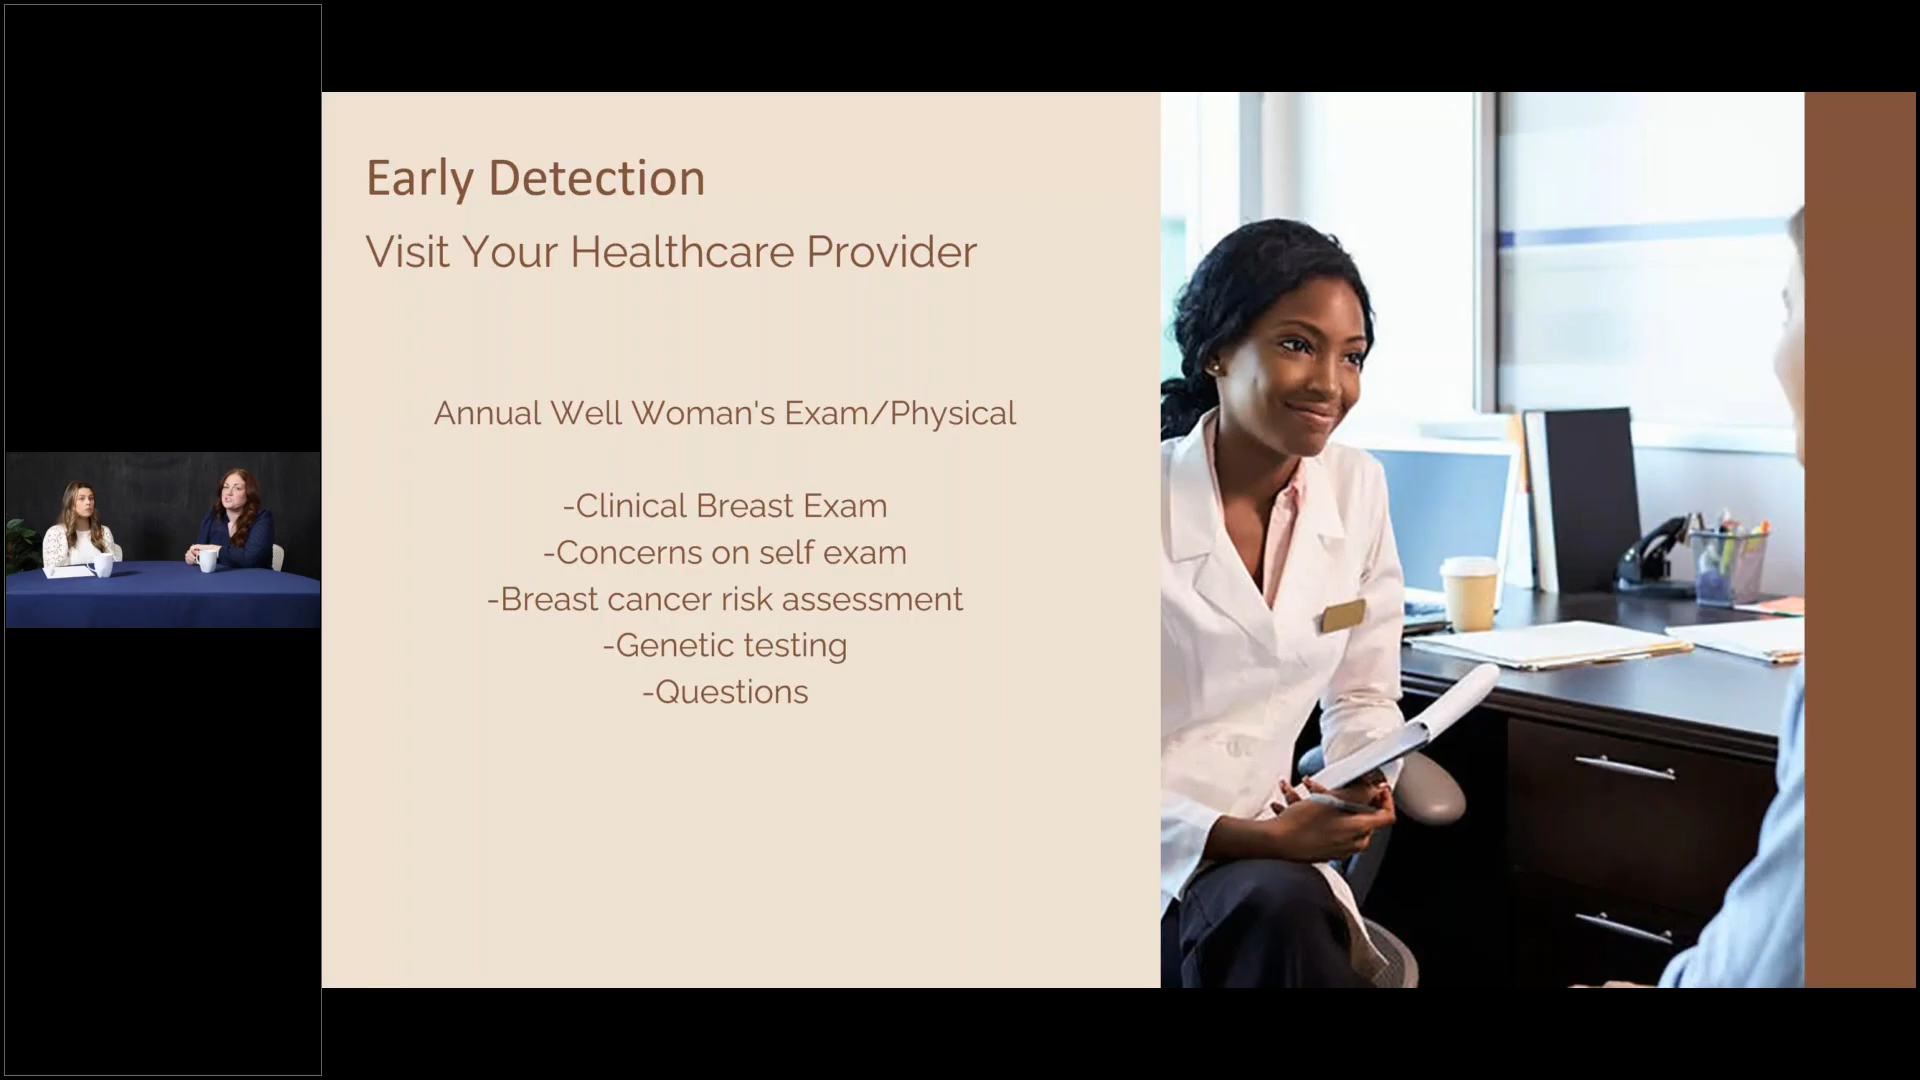 Early Detection
Visit Your Healthcare Provider
Annual Well Woman's Exam/Physical
-Clinical Breast Exam
-Concerns on self exam
-Breast cancer risk assessment
-Genetic testing
-Questions